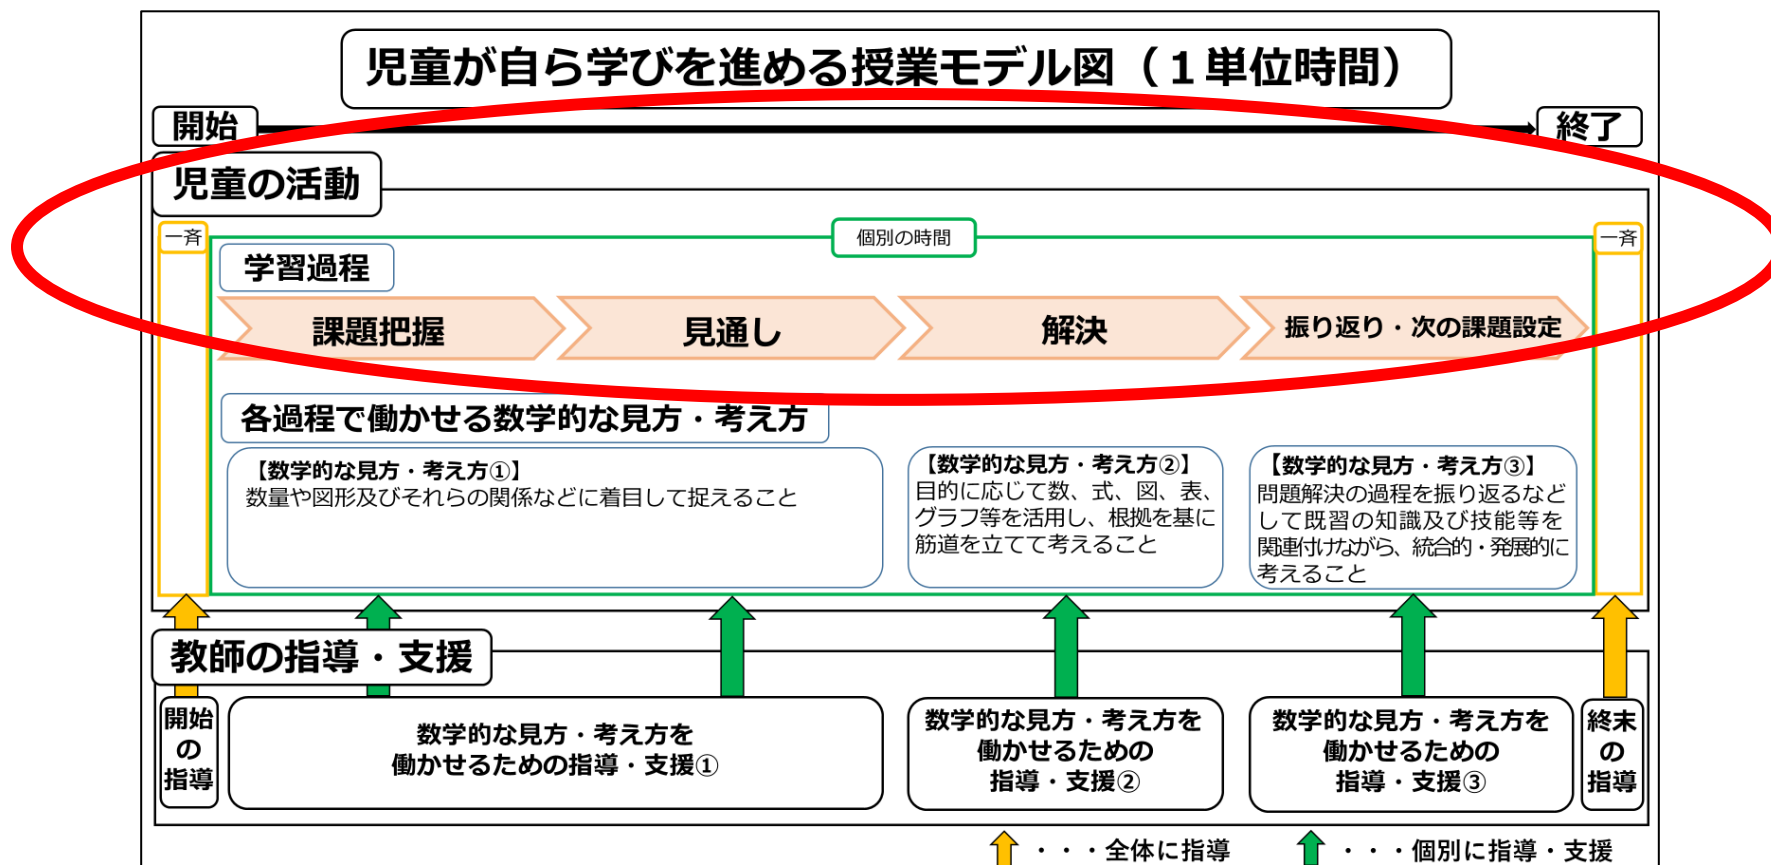 児童が自ら学びを進める授業モデル図（１単位時間）
開始
終了
児童の活動
一斉
個別の時間
一斉
学習過程
課題把握
見通し
解決
振り返り・次の課題設定
各過程で働かせる数学的な見方・考え方
【数学的な見方・考え方①】
数量や図形及びそれらの関係などに着目して捉えること
【数学的な見方・考え方②】
目的に応じて数、式、図、表、
グラフ等を活用し、根拠を基に
筋道を立てて考えること
【数学的な見方・考え方③】
問題解決の過程を振り返るなど
して既習の知識及び技能等を
関連付けながら、統合的・発展的に
考えること
教師の指導・支援
開始
の
指導
数学的な見方・考え方を
働かせるための指導・支援①
数学的な見方・考え方を
働かせるための
指導・支援②
数学的な見方・考え方を
働かせるための
指導・支援③
終末
の
指導
・・・全体に指導
・・・個別に指導・支援